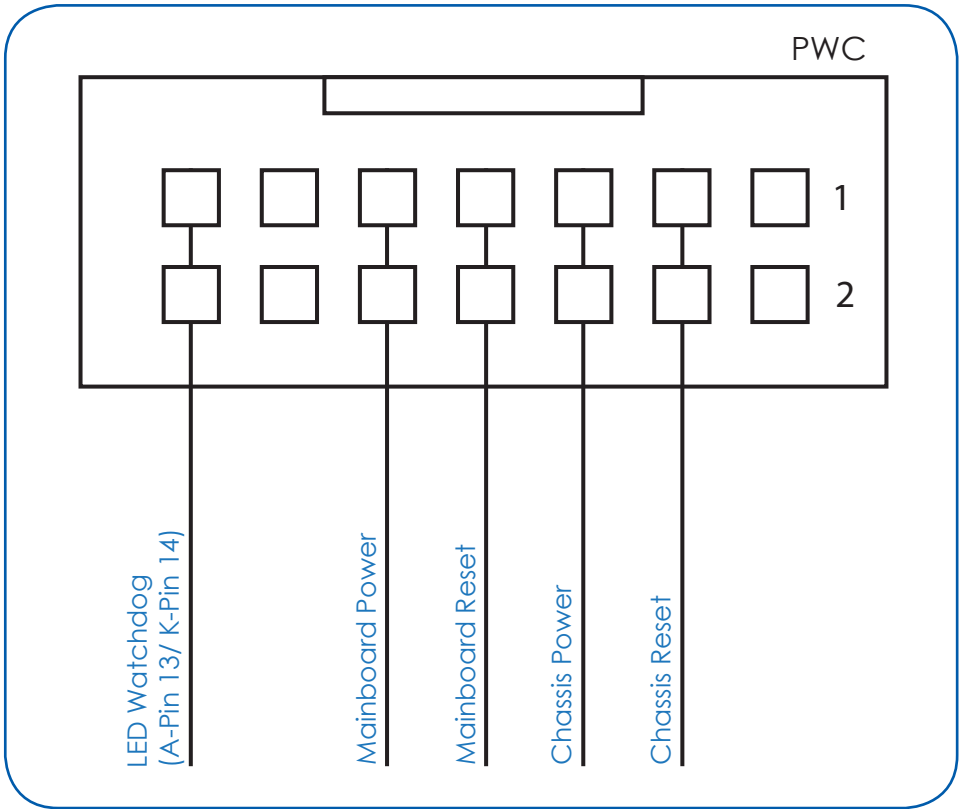 PWC
1
2
LED Watchdog
(A-Pin 13/ K-Pin 14)
Mainboard Power
Mainboard Reset
Chassis Power
Chassis Reset